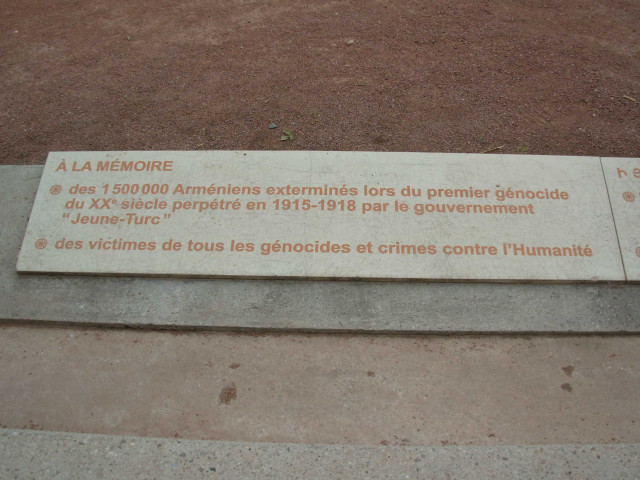 À LA MÉMOIRE
des 1 500 000 Arméniens exterminés lors du premier génocide
du XXe siècle perpétré en 1915-1918 par le gouvernement
"Jeune-Turc"
des victimes de tous les génocides et crimes contre l'Humanité